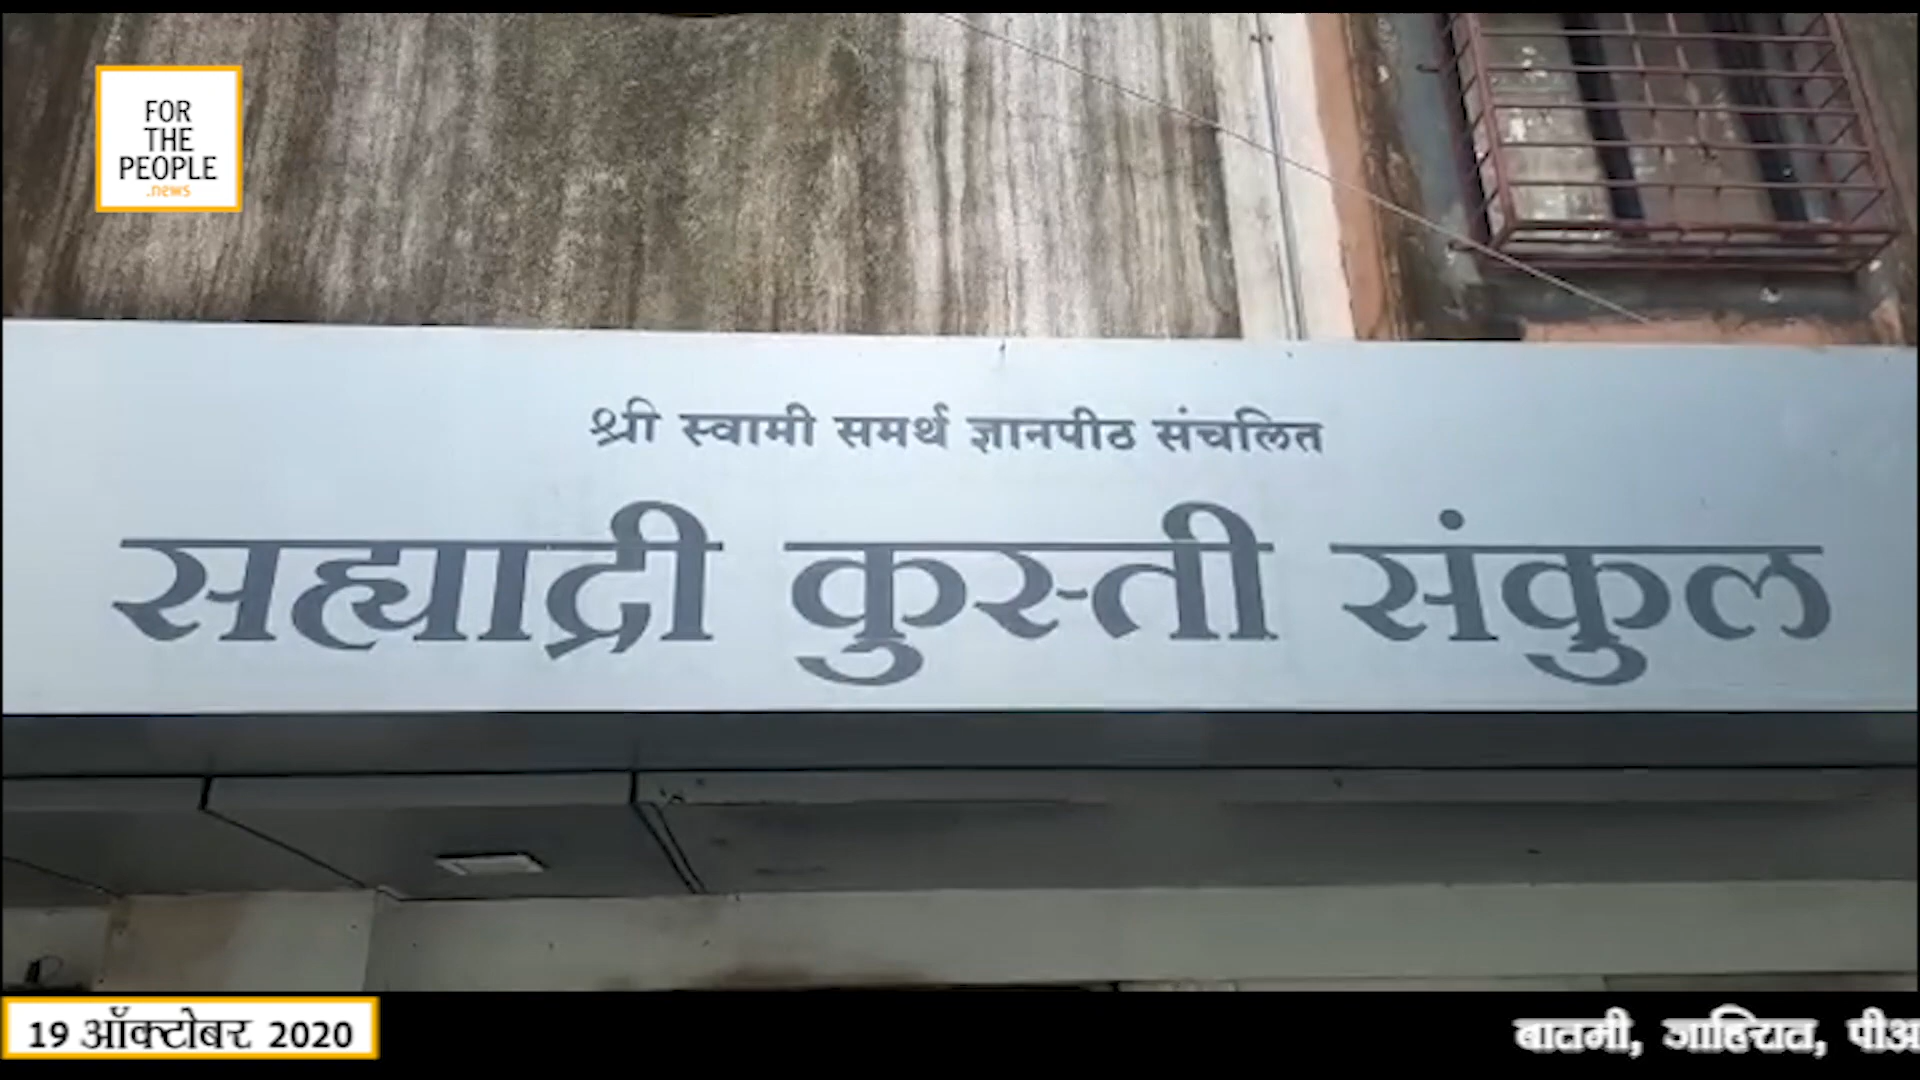 FOR
THE
PEOPLE
.news
श्री स्वामी समर्थ ज्ञानपीठ संचलित
सह्याद्री कुस्ती संकुल
19 ऑक्टोबर 2020
बातमी, जाहिरात,